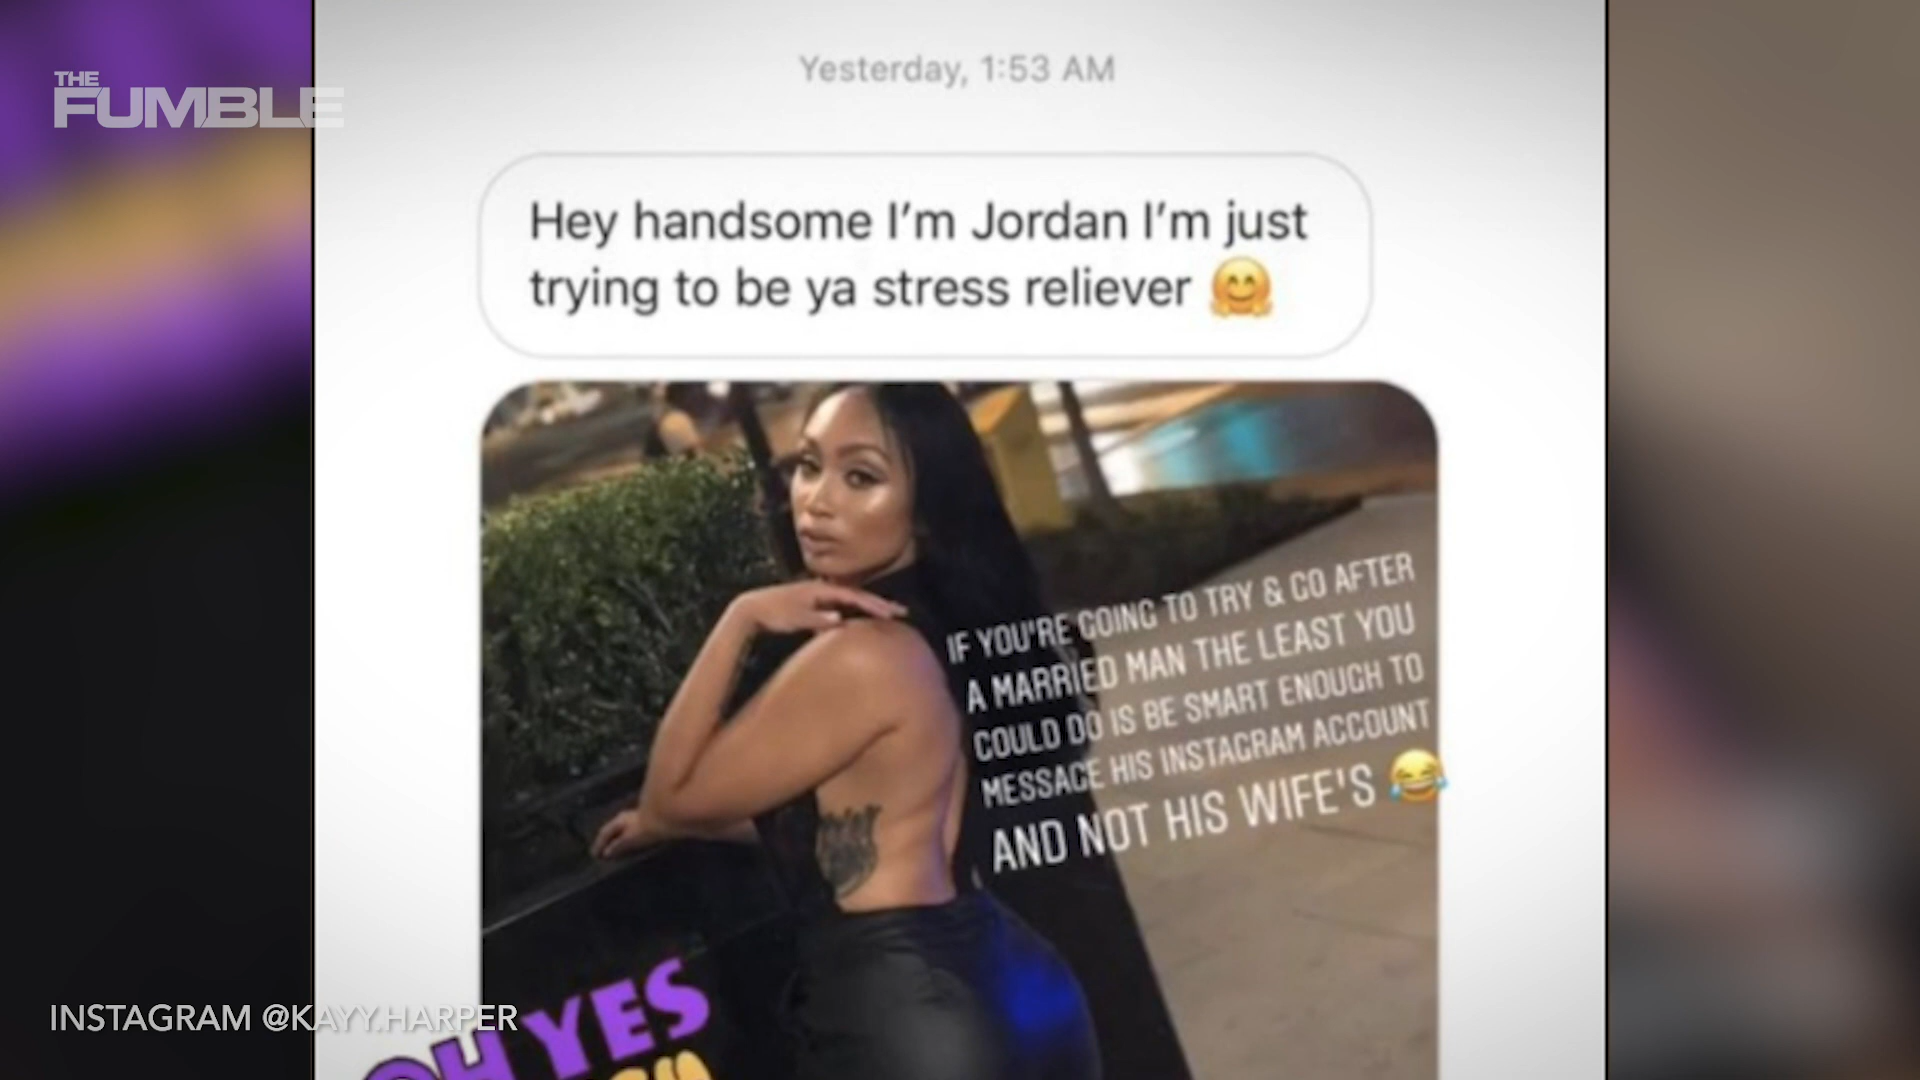 THE
FUMBLE
Yesterday, 1:53 AM
Hey handsome I'm Jordan I'm just
trying to be ya stress reliever 🤗
IF YOU'RE GOING TO TRY & GO AFTER
A MARRIED MAN THE LEAST YOU
COULD DO IS BE SMART ENOUGH TO
MESSAGE HIS INSTAGRAM ACCOUNT
AND NOT HIS WIFE'S 😂
OH YES
INSTAGRAM @KAYY.HARPER